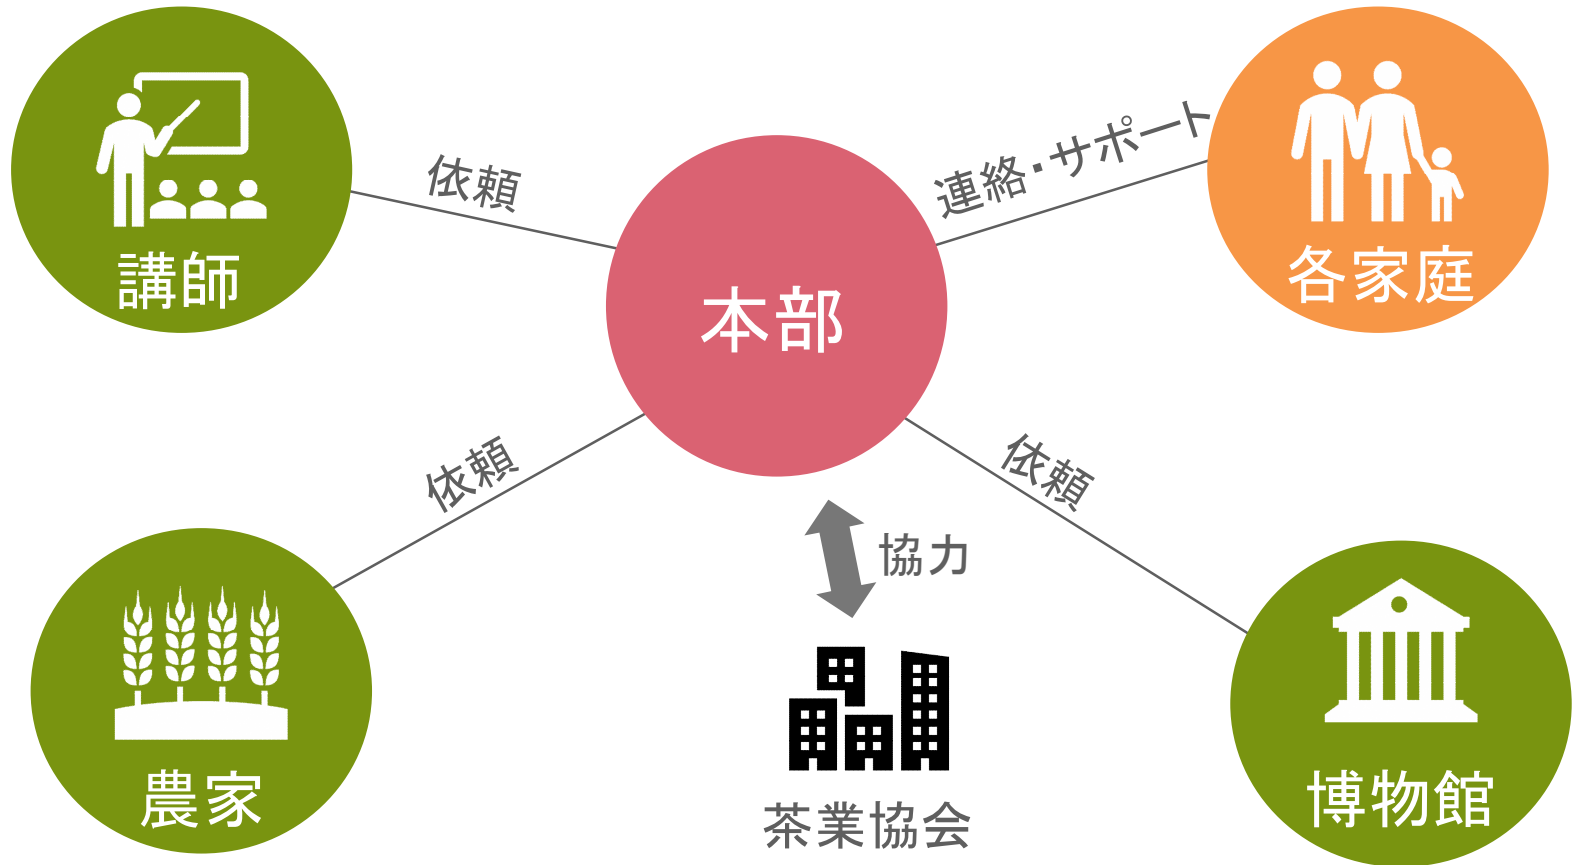 講師
依頼
本部
連絡・サポート
各家庭
依頼
農家
協力
茶業協会
依頼
博物館